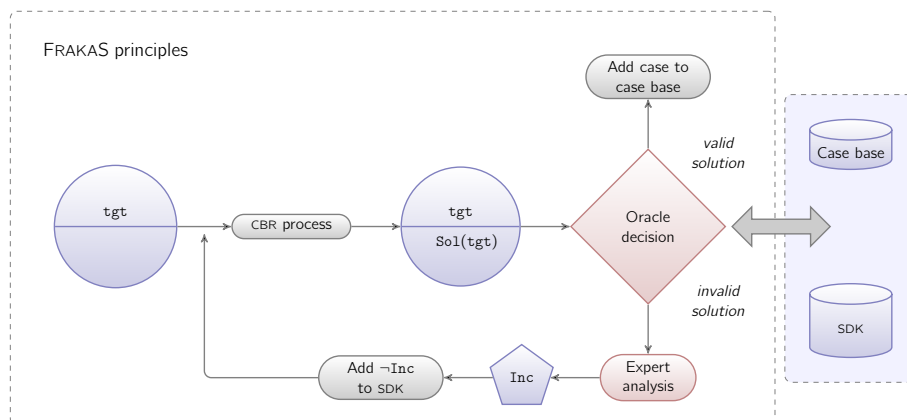 FRAKAS principles
Add case to
case base
valid
solution
Case base
tgt
CBR process
tgt
Sol(tgt)
Oracle
decision
invalid
solution
SDK
Add ¬Inc
to SDK
Inc
Expert
analysis